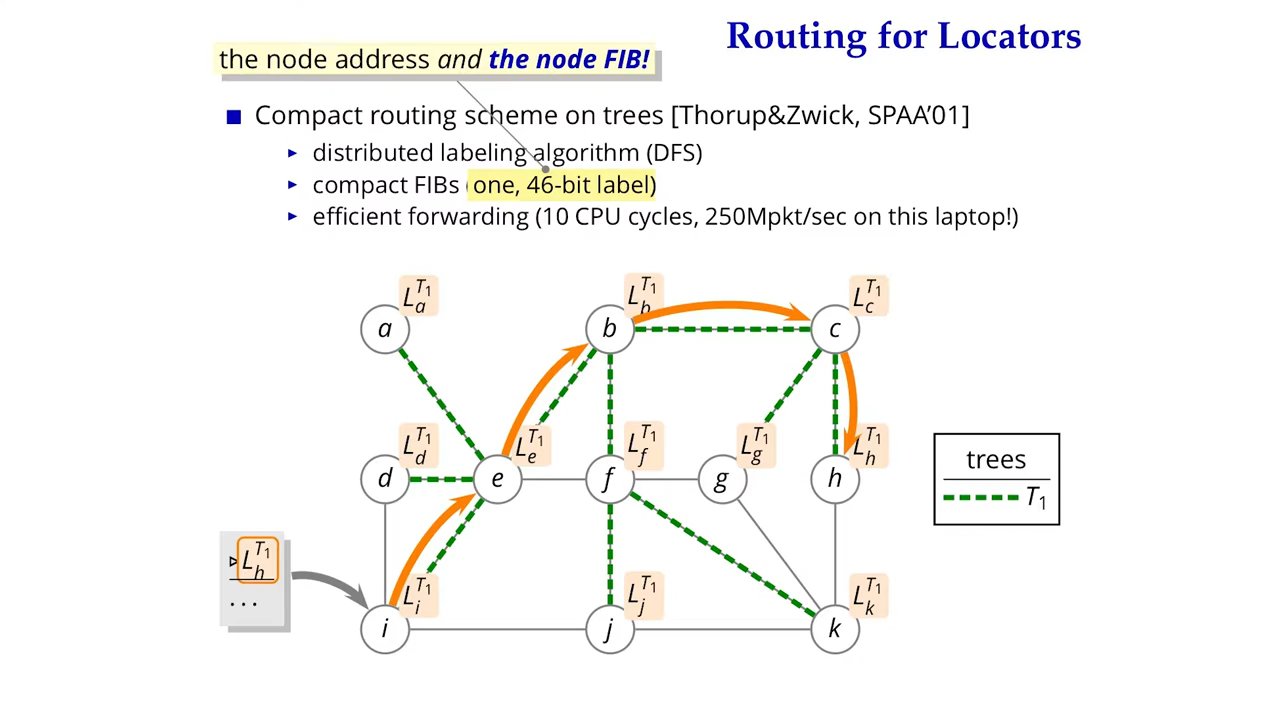 Routing for Locators
the node address and the node FIB!
■ Compact routing scheme on trees [Thorup&Zwick, SPAA’01]
▸ distributed labeling algorithm (DFS)
▸ compact FIBs (one, 46-bit label)
▸ efficient forwarding (10 CPU cycles, 250Mpkt/sec on this laptop!)
L_a^{T_1} L_b^{T_1} L_c^{T_1}
a b c
L_d^{T_1} L_e^{T_1} L_f^{T_1} L_g^{T_1} L_h^{T_1}
d e f g h
trees
T_1
▹L_h^{T_1}
...
L_i^{T_1} L_j^{T_1} L_k^{T_1}
i j k